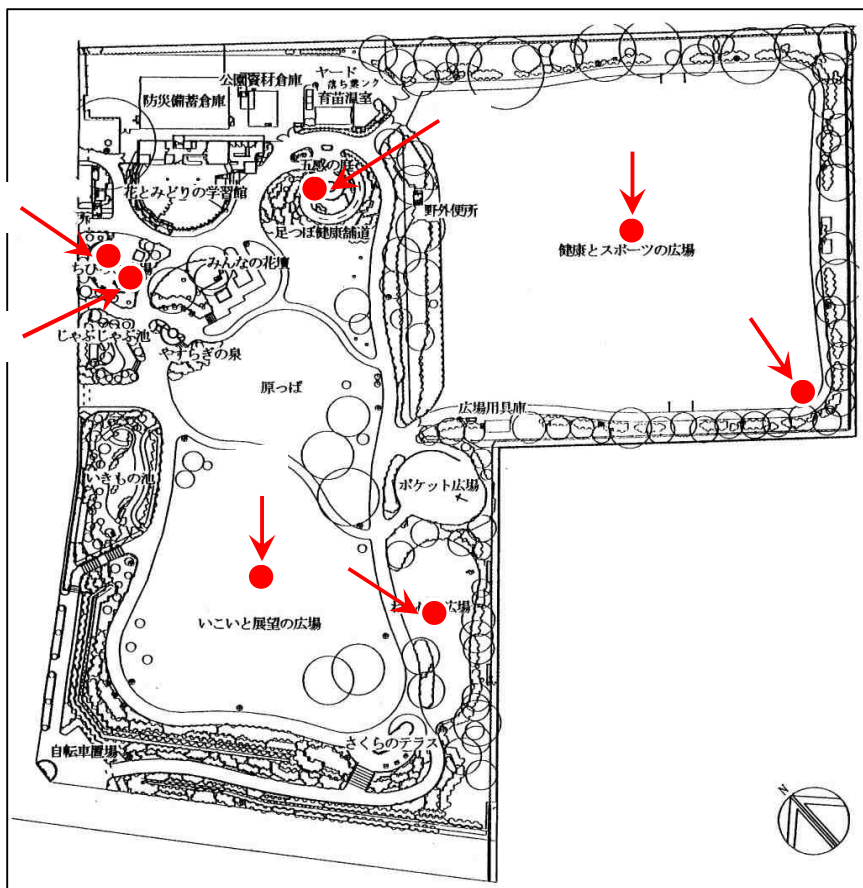 公園資材倉庫
ヤード
落ち葉ンク
防災備蓄倉庫
育苗温室
五感の庭
花とみどりの学習館
野外便所
足つぼ健康舗道
健康とスポーツの広場
みんなの花壇
じゃぶじゃぶ池
やすらぎの泉
原っぱ
広場用具庫
いきもの池
ポケット広場
広場
いこいと展望の広場
さくらのテラス
自転車置場
N